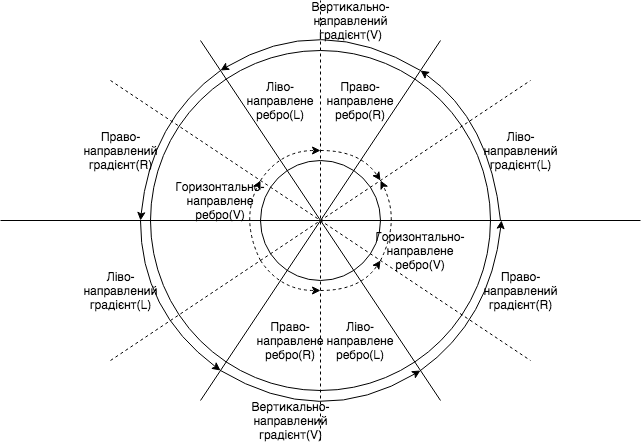 Вертикально-
направлений
градієнт(V)
Ліво-
направлене
ребро(L)
Право-
направлене
ребро(R)
Право-
направлений
градієнт(R)
Ліво-
направлений
градієнт(L)
Горизонтально-
направлене
ребро(V)
Горизонтально-
направлене
ребро(V)
Ліво-
направлений
градієнт(L)
Право-
направлений
градієнт(R)
Право-
направлене
ребро(R)
Ліво-
направлене
ребро(L)
Вертикально-
направлений
градієнт(V)